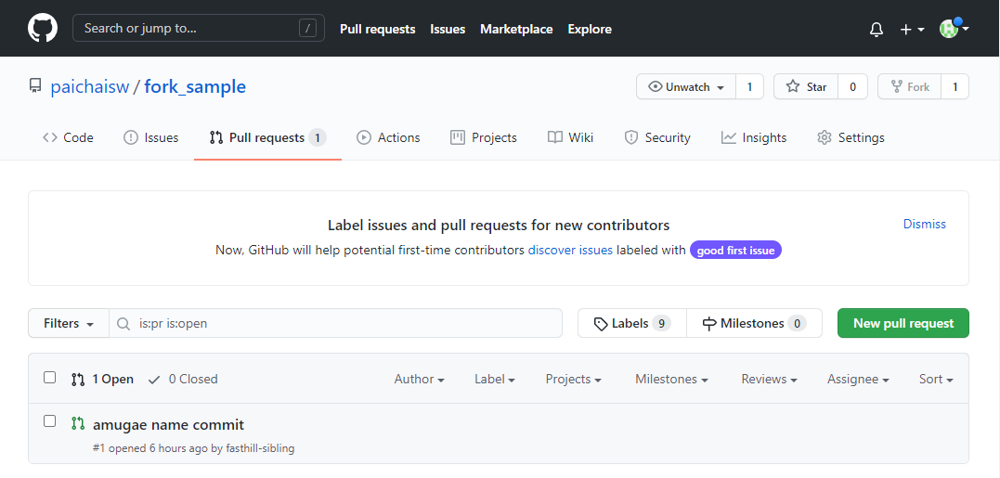 Search or jump to... / Pull requests Issues Marketplace Explore
paichaisw / fork_sample Unwatch 1 Star 0 Fork 1
Code Issues Pull requests 1 Actions Projects Wiki Security Insights Settings
Label issues and pull requests for new contributors Dismiss
Now, GitHub will help potential first-time contributors discover issues labeled with good first issue
Filters is:pr is:open Labels 9 Milestones 0 New pull request
1 Open 0 Closed Author Label Projects Milestones Reviews Assignee Sort
amugae name commit
#1 opened 6 hours ago by fasthill-sibling